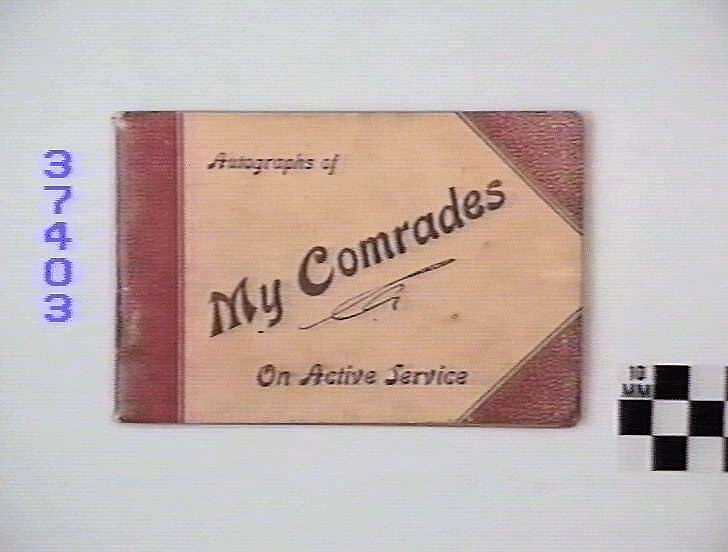 37403
Autographs of
My Comrades
On Active Service
10
MM